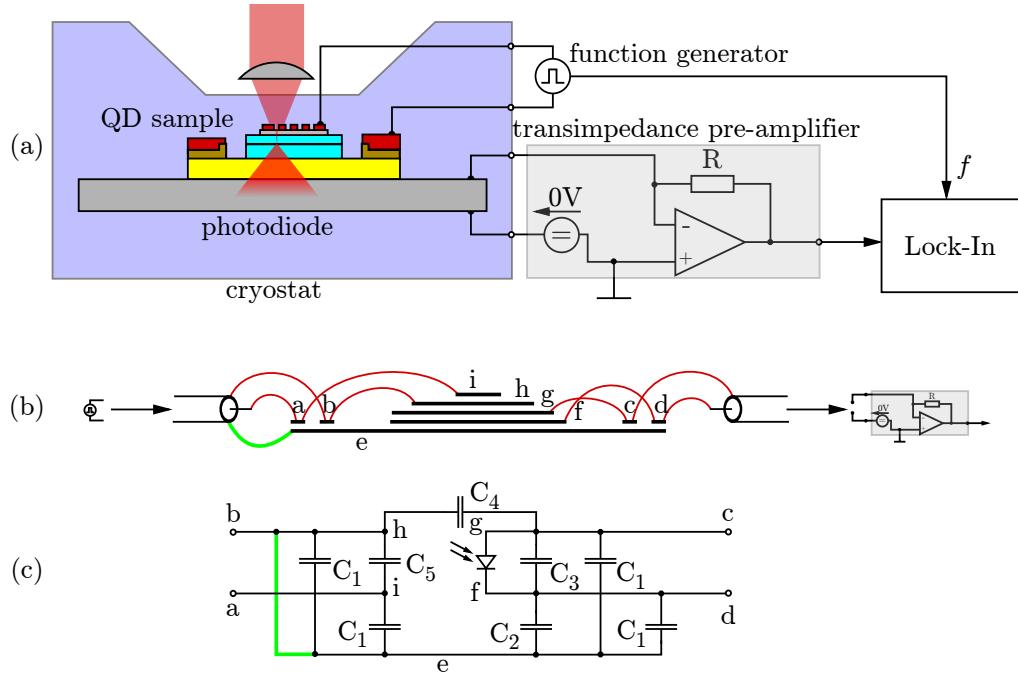 function generator
QD sample
transimpedance pre-amplifier
(a)
R
f
0V
-
photodiode
=
+
Lock-In
cryostat
i
h
(b)
a
b
g
f
c
d
0V
R
=
e
C4
b
h
g
c
(c)
C1
C5
C3
C1
i
f
a
d
C1
C2
C1
e